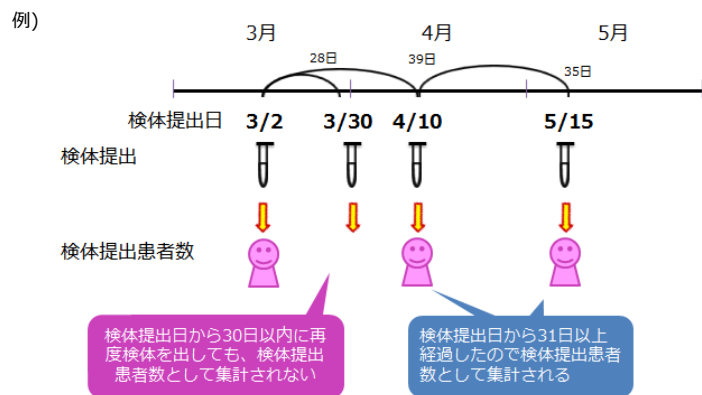 例)
3月 4月 5月
28日 39日 35日
検体提出日 3/2 3/30 4/10 5/15
検体提出
検体提出患者数
検体提出日から30日以内に再
度検体を出しても、検体提出
患者数として集計されない
検体提出日から31日以上
経過したので検体提出患者
数として集計される